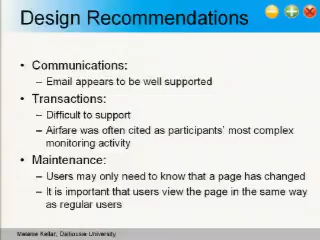 Design Recommendations
• Communications:
– Email appears to be well supported
• Transactions:
– Difficult to support
– Airfare was often cited as participants' most complex
monitoring activity
• Maintenance:
– Users may only need to know that a page has changed
– It is important that users view the page in the same way
as regular users
Melanie Kellar, Dalhousie University